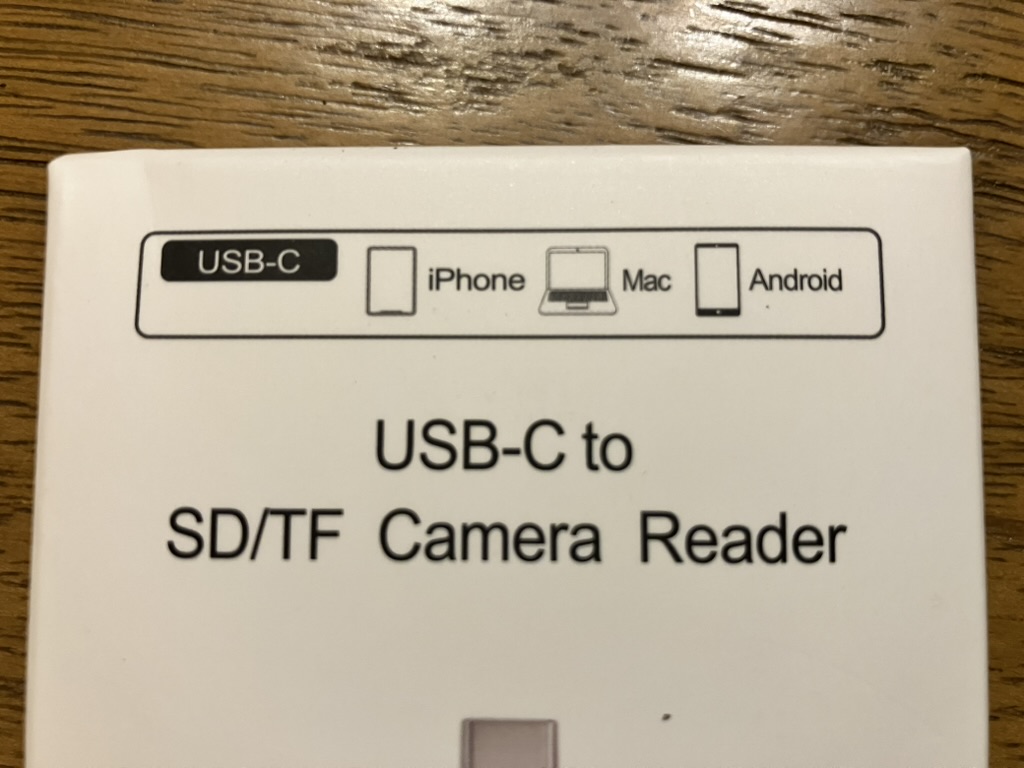 USB-C iPhone Mac Android
USB-C to
SD/TF Camera Reader